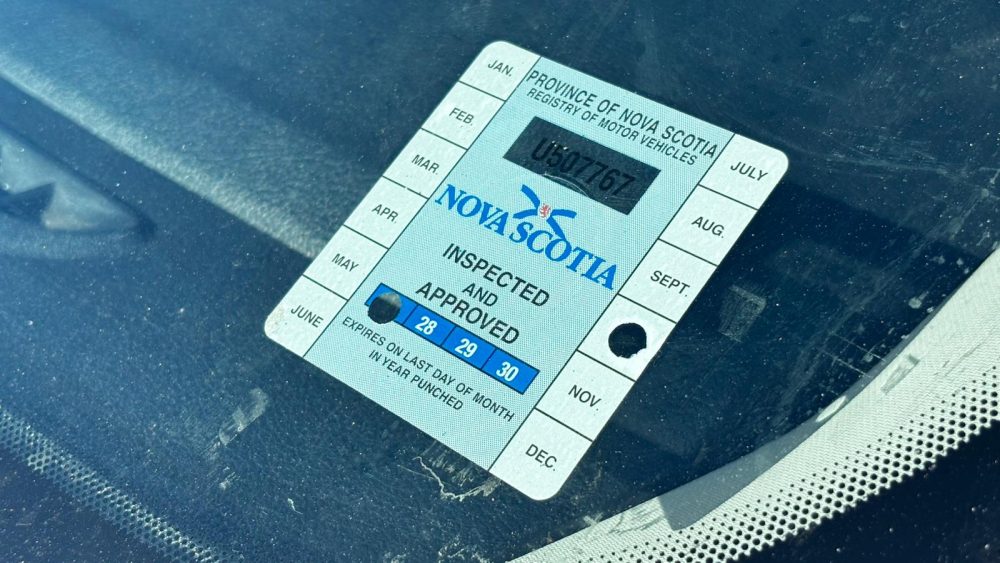 PROVINCE OF NOVA SCOTIA
REGISTRY OF MOTOR VEHICLES
U507767
NOVA SCOTIA
INSPECTED
AND
APPROVED
28 29 30
EXPIRES ON LAST DAY OF MONTH
IN YEAR PUNCHED
JAN.
FEB.
MAR.
APR.
MAY
JUNE
JULY
AUG.
SEPT.
NOV.
DEC.